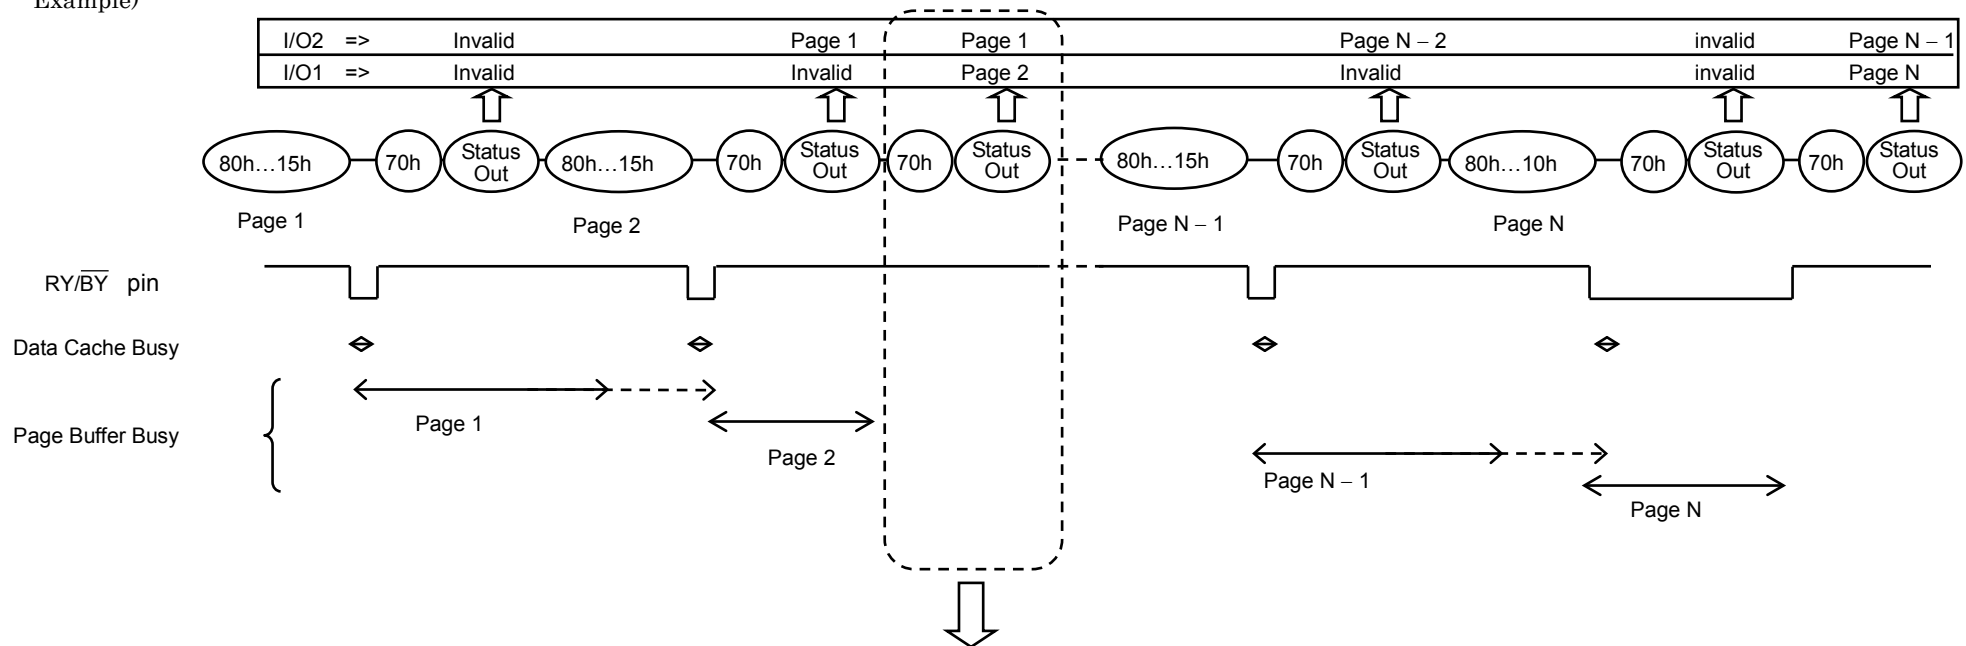 Example)
I/O2 => Invalid Page 1 Page 1 Page N – 2 invalid Page N – 1
I/O1 => Invalid Invalid Page 2 Invalid invalid Page N
80h…15h 70h Status Out 80h…15h 70h Status Out 70h Status Out 80h…15h 70h Status Out 80h…10h 70h Status Out 70h Status Out
Page 1 Page 2 Page N – 1 Page N
RY/B̅Y̅ pin
Data Cache Busy
Page Buffer Busy
Page 1
Page 2
Page N – 1
Page N